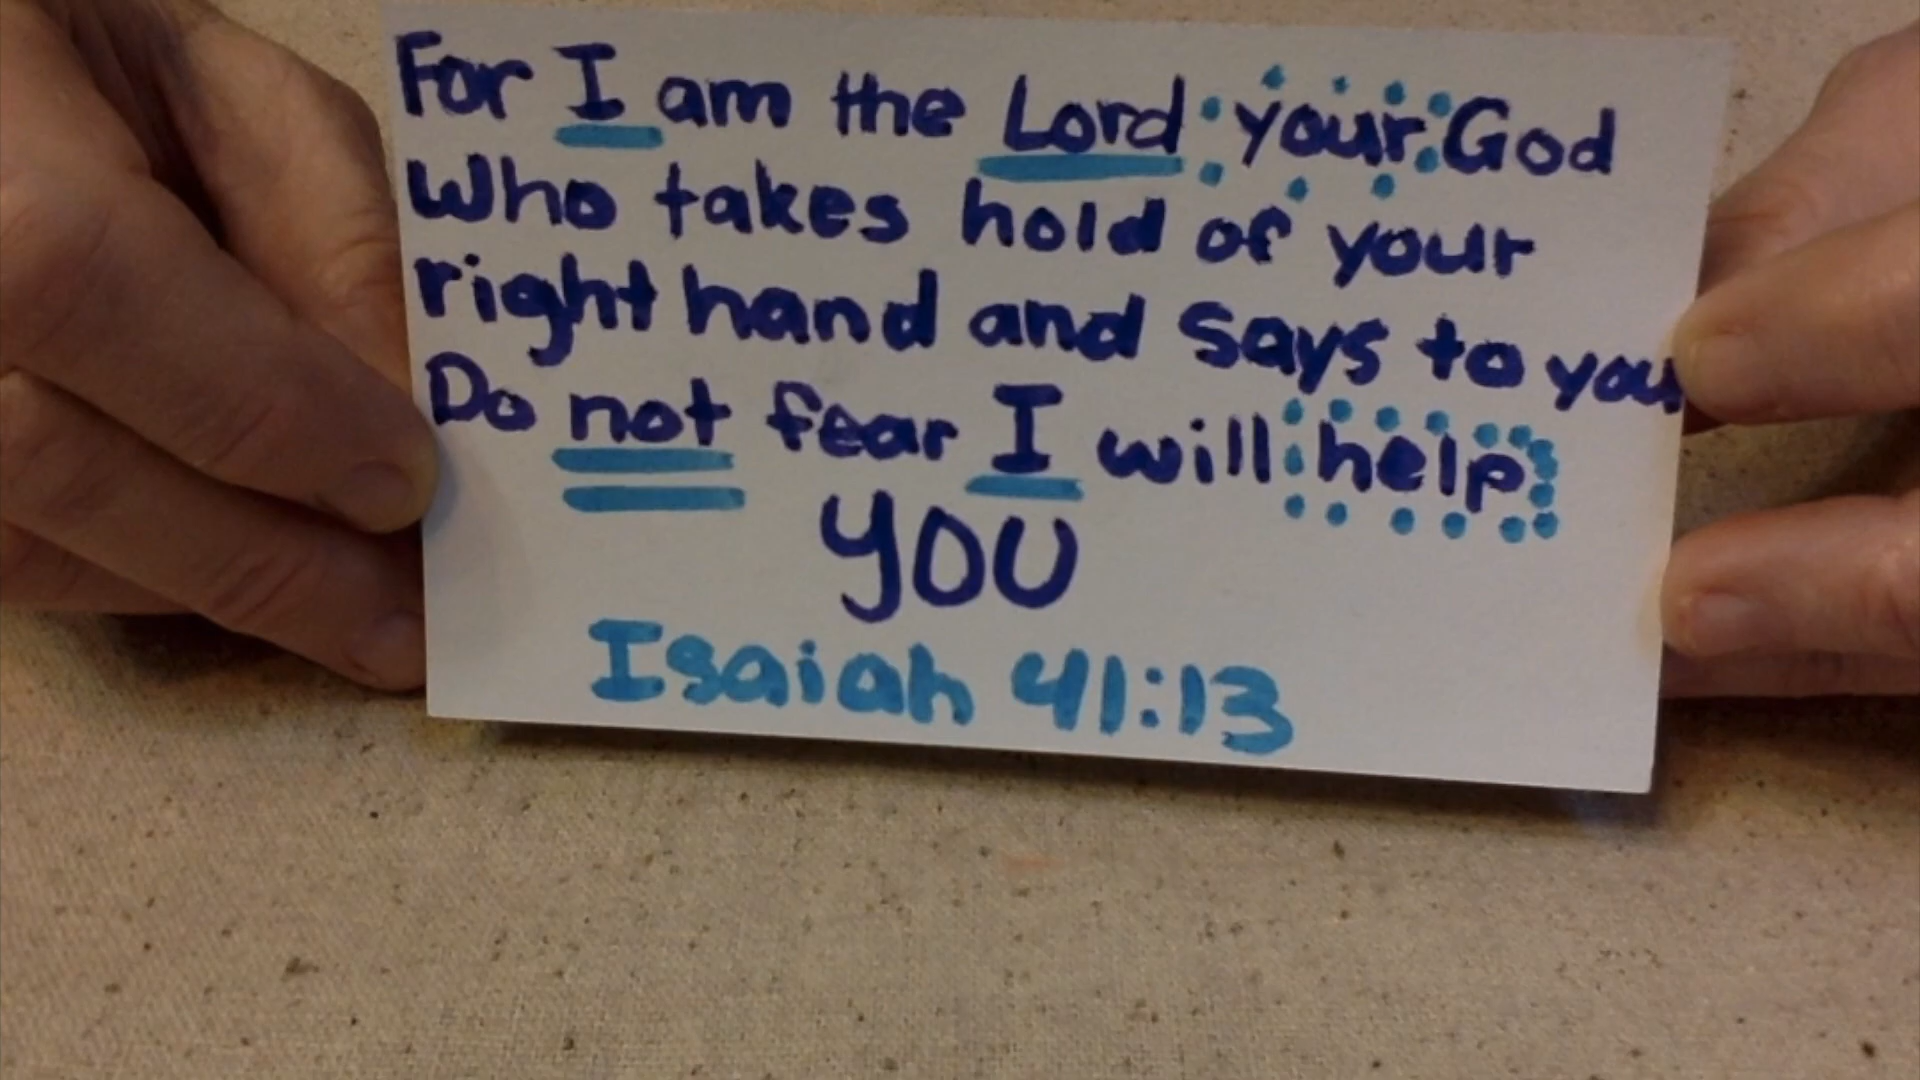 For I am the Lord your God
Who takes hold of your
right hand and says to you
Do not fear I will help
you
Isaiah 41:13